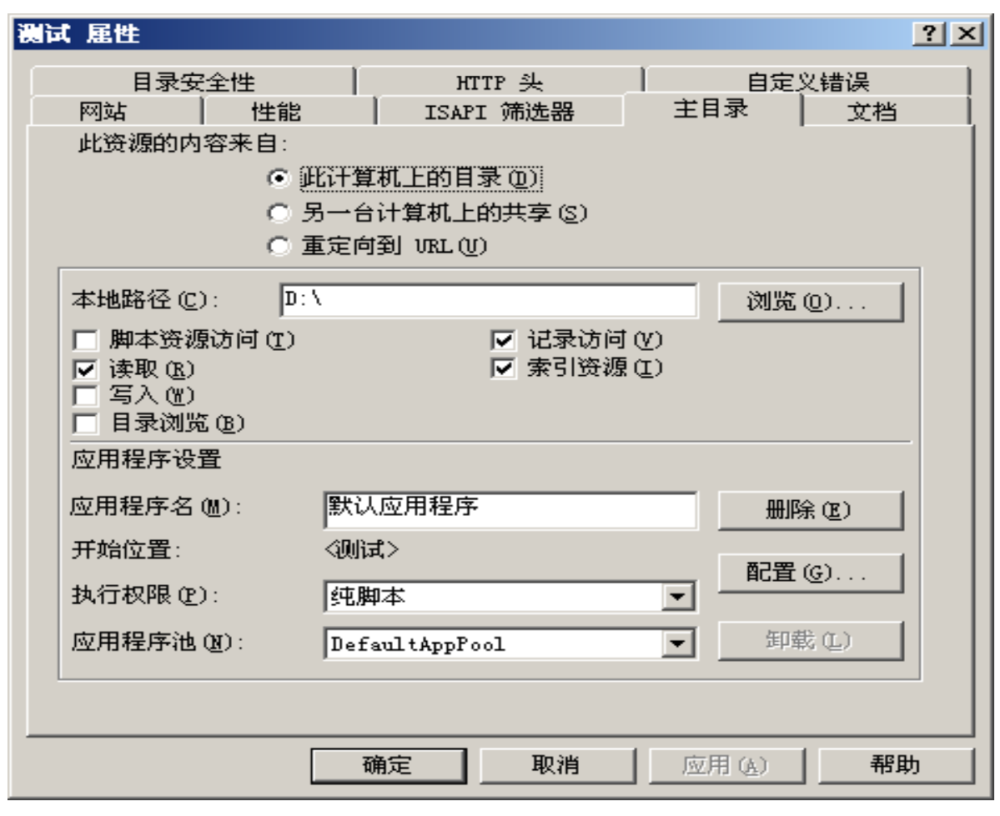 测试 属性
目录安全性 HTTP 头 自定义错误
网站 性能 ISAPI 筛选器 主目录 文档
此资源的内容来自:
此计算机上的目录(D)
另一台计算机上的共享(S)
重定向到 URL(U)
本地路径(C): D:\ 浏览(O)...
脚本资源访问(T) 记录访问(V)
读取(R) 索引资源(I)
写入(W)
目录浏览(B)
应用程序设置
应用程序名(M): 默认应用程序 删除(E)
开始位置: <测试>
配置(G)...
执行权限(P): 纯脚本
应用程序池(N): DefaultAppPool 卸载(L)
确定 取消 应用(A) 帮助